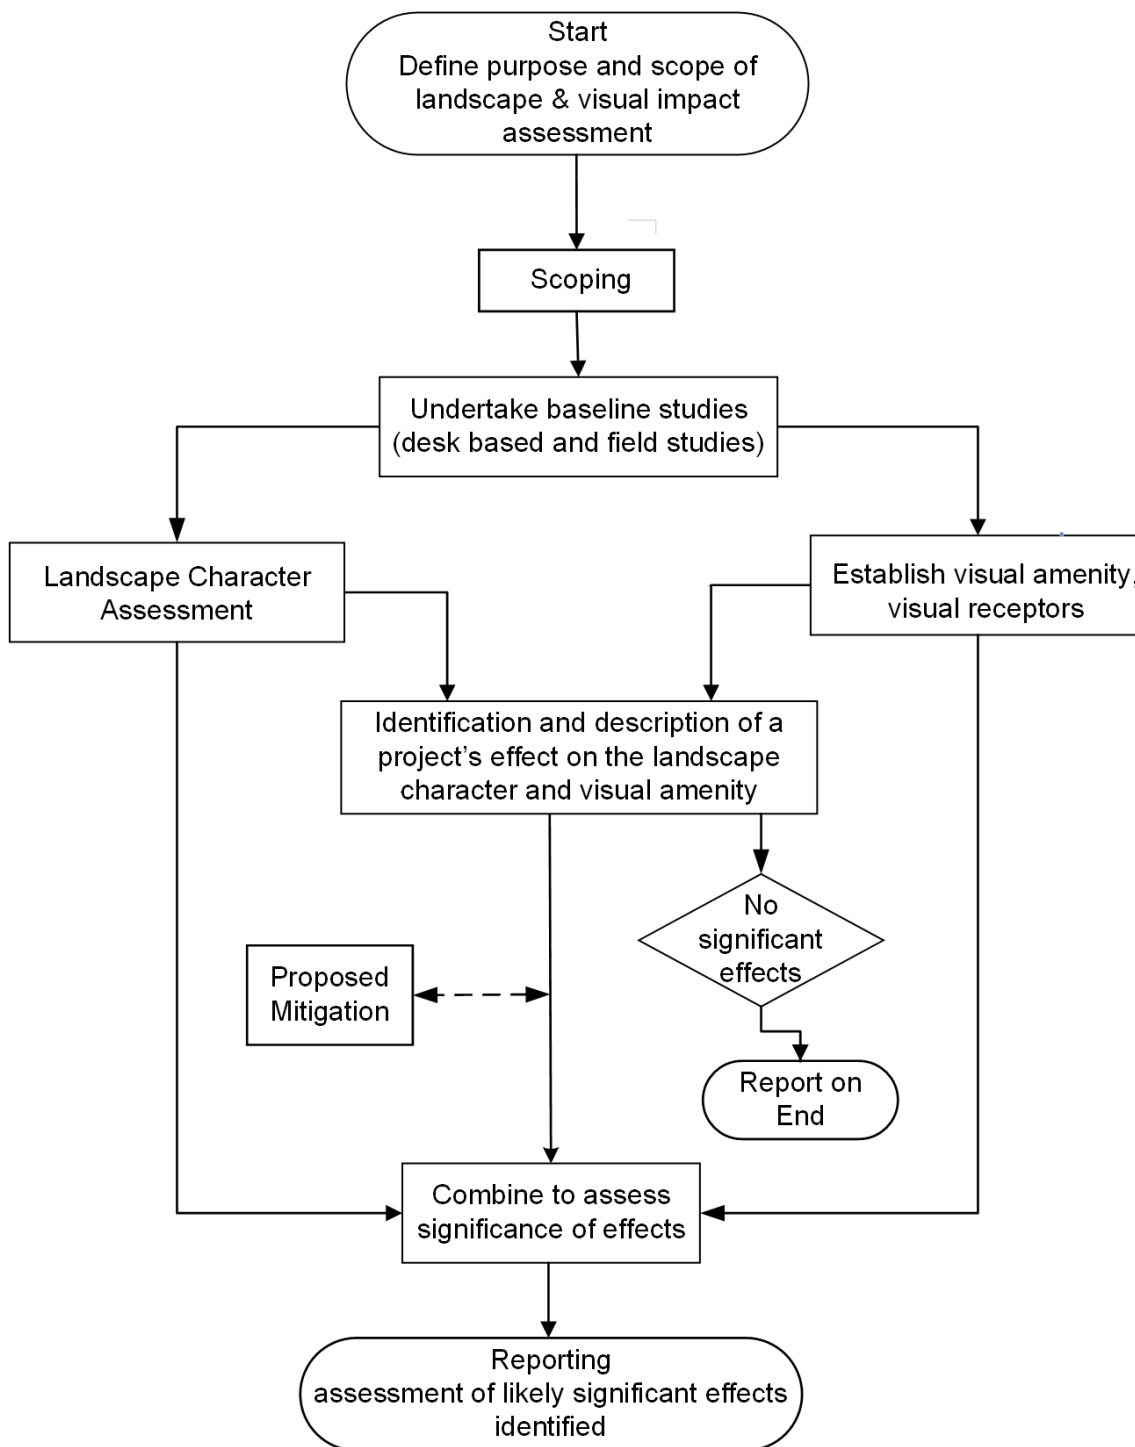 Start
Define purpose and scope of
landscape & visual impact
assessment
Scoping
Undertake baseline studies
(desk based and field studies)
Landscape Character
Assessment
Establish visual amenity,
visual receptors
Identification and description of a
project’s effect on the landscape
character and visual amenity
No
significant
effects
Proposed
Mitigation
Report on
End
Combine to assess
significance of effects
Reporting
assessment of likely significant effects
identified